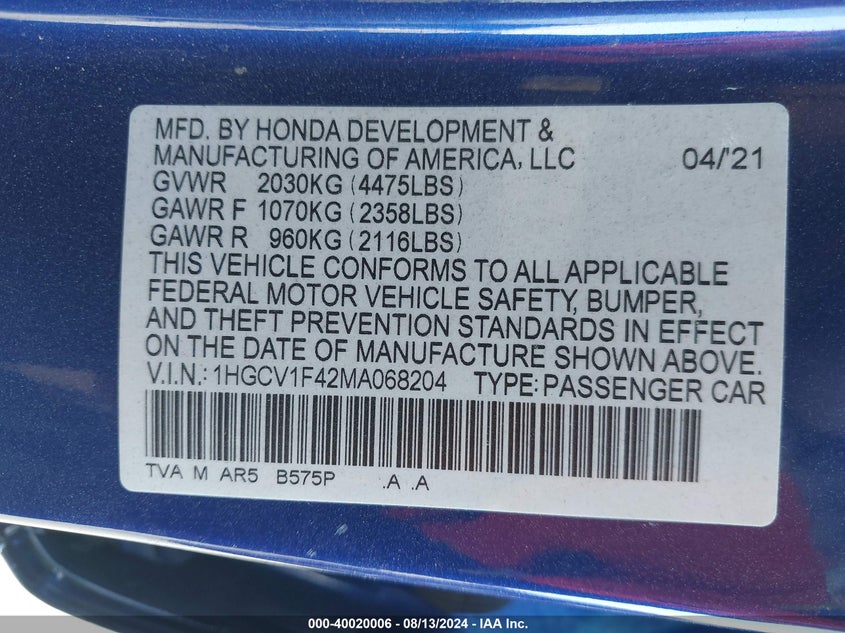 MFD. BY HONDA DEVELOPMENT &
MANUFACTURING OF AMERICA, LLC 04/'21
GVWR 2030KG (4475LBS)
GAWR F 1070KG (2358LBS)
GAWR R 960KG (2116LBS)
THIS VEHICLE CONFORMS TO ALL APPLICABLE
FEDERAL MOTOR VEHICLE SAFETY, BUMPER,
AND THEFT PREVENTION STANDARDS IN EFFECT
ON THE DATE OF MANUFACTURE SHOWN ABOVE.
V.I.N.: 1HGCV1F42MA068204 TYPE: PASSENGER CAR
TVA M AR5 B575P .A .A
000-40020006 - 08/13/2024 - IAA Inc.